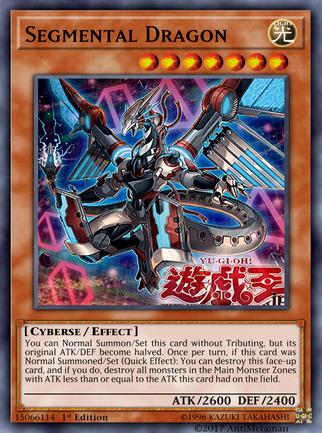 SEGMENTAL DRAGON
LIGHT
光
YU-GI-OH!
遊戯王
[CYBERSE / EFFECT]
You can Normal Summon/Set this card without Tributing, but its
original ATK/DEF become halved. Once per turn, if this card was
Normal Summoned/Set (Quick Effect): You can destroy this face-up
card, and if you do, destroy all monsters in the Main Monster Zones
with ATK less than or equal to the ATK this card had on the field.
ATK/2600 DEF/2400
15066114 1st Edition ©1996 KAZUKI TAKAHASHI
©2017 AntiMetaman